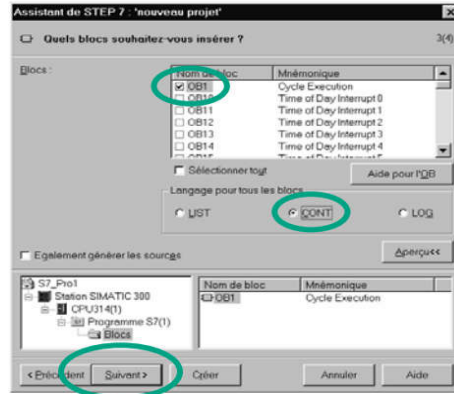 Assistant de STEP 7 : 'nouveau projet'
Quels blocs souhaitez-vous insérer ? 3(4)
Blocs :
Nom de bloc Mnémonique
OB1 Cycle Execution
OB10 Time of Day Interrupt 0
OB11 Time of Day Interrupt 1
OB12 Time of Day Interrupt 2
OB13 Time of Day Interrupt 3
OB14 Time of Day Interrupt 4
Sélectionner tout
Aide pour l'OB
Langage pour tous les blocs
LIST CONT LOG
Egalement générer les sources
Aperçu<<
S7_Pro1
Station SIMATIC 300
CPU314(1)
Programme S7(1)
Blocs
Nom de bloc Mnémonique
OB1 Cycle Execution
<Précédent Suivant> Créer Annuler Aide